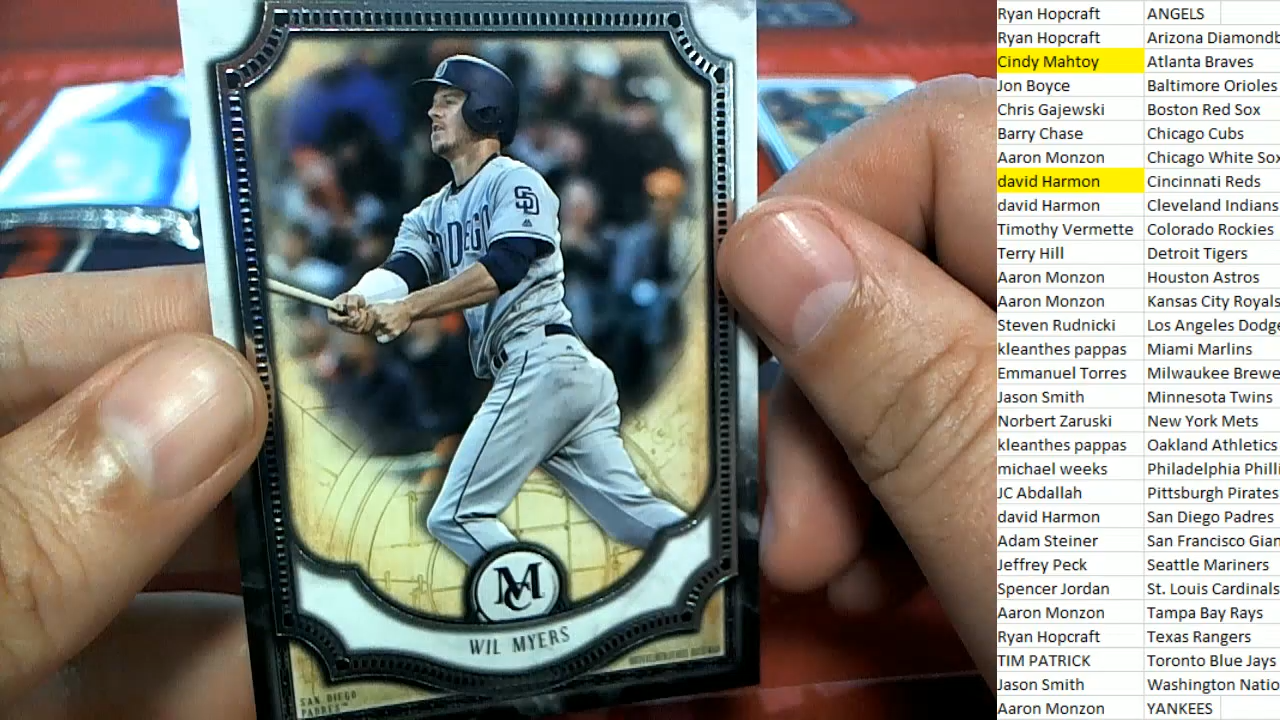 SD
DEGO
MC
WIL MYERS
SAN DIEGO
PADRES™
Ryan Hopcraft ANGELS
Ryan Hopcraft Arizona Diamondb
Cindy Mahtoy Atlanta Braves
Jon Boyce Baltimore Orioles
Chris Gajewski Boston Red Sox
Barry Chase Chicago Cubs
Aaron Monzon Chicago White Sox
david Harmon Cincinnati Reds
david Harmon Cleveland Indians
Timothy Vermette Colorado Rockies
Terry Hill Detroit Tigers
Aaron Monzon Houston Astros
Aaron Monzon Kansas City Royals
Steven Rudnicki Los Angeles Dodge
kleanthes pappas Miami Marlins
Emmanuel Torres Milwaukee Brewe
Jason Smith Minnesota Twins
Norbert Zaruski New York Mets
kleanthes pappas Oakland Athletics
michael weeks Philadelphia Philli
JC Abdallah Pittsburgh Pirates
david Harmon San Diego Padres
Adam Steiner San Francisco Gian
Jeffrey Peck Seattle Mariners
Spencer Jordan St. Louis Cardinals
Aaron Monzon Tampa Bay Rays
Ryan Hopcraft Texas Rangers
TIM PATRICK Toronto Blue Jays
Jason Smith Washington Natio
Aaron Monzon YANKEES